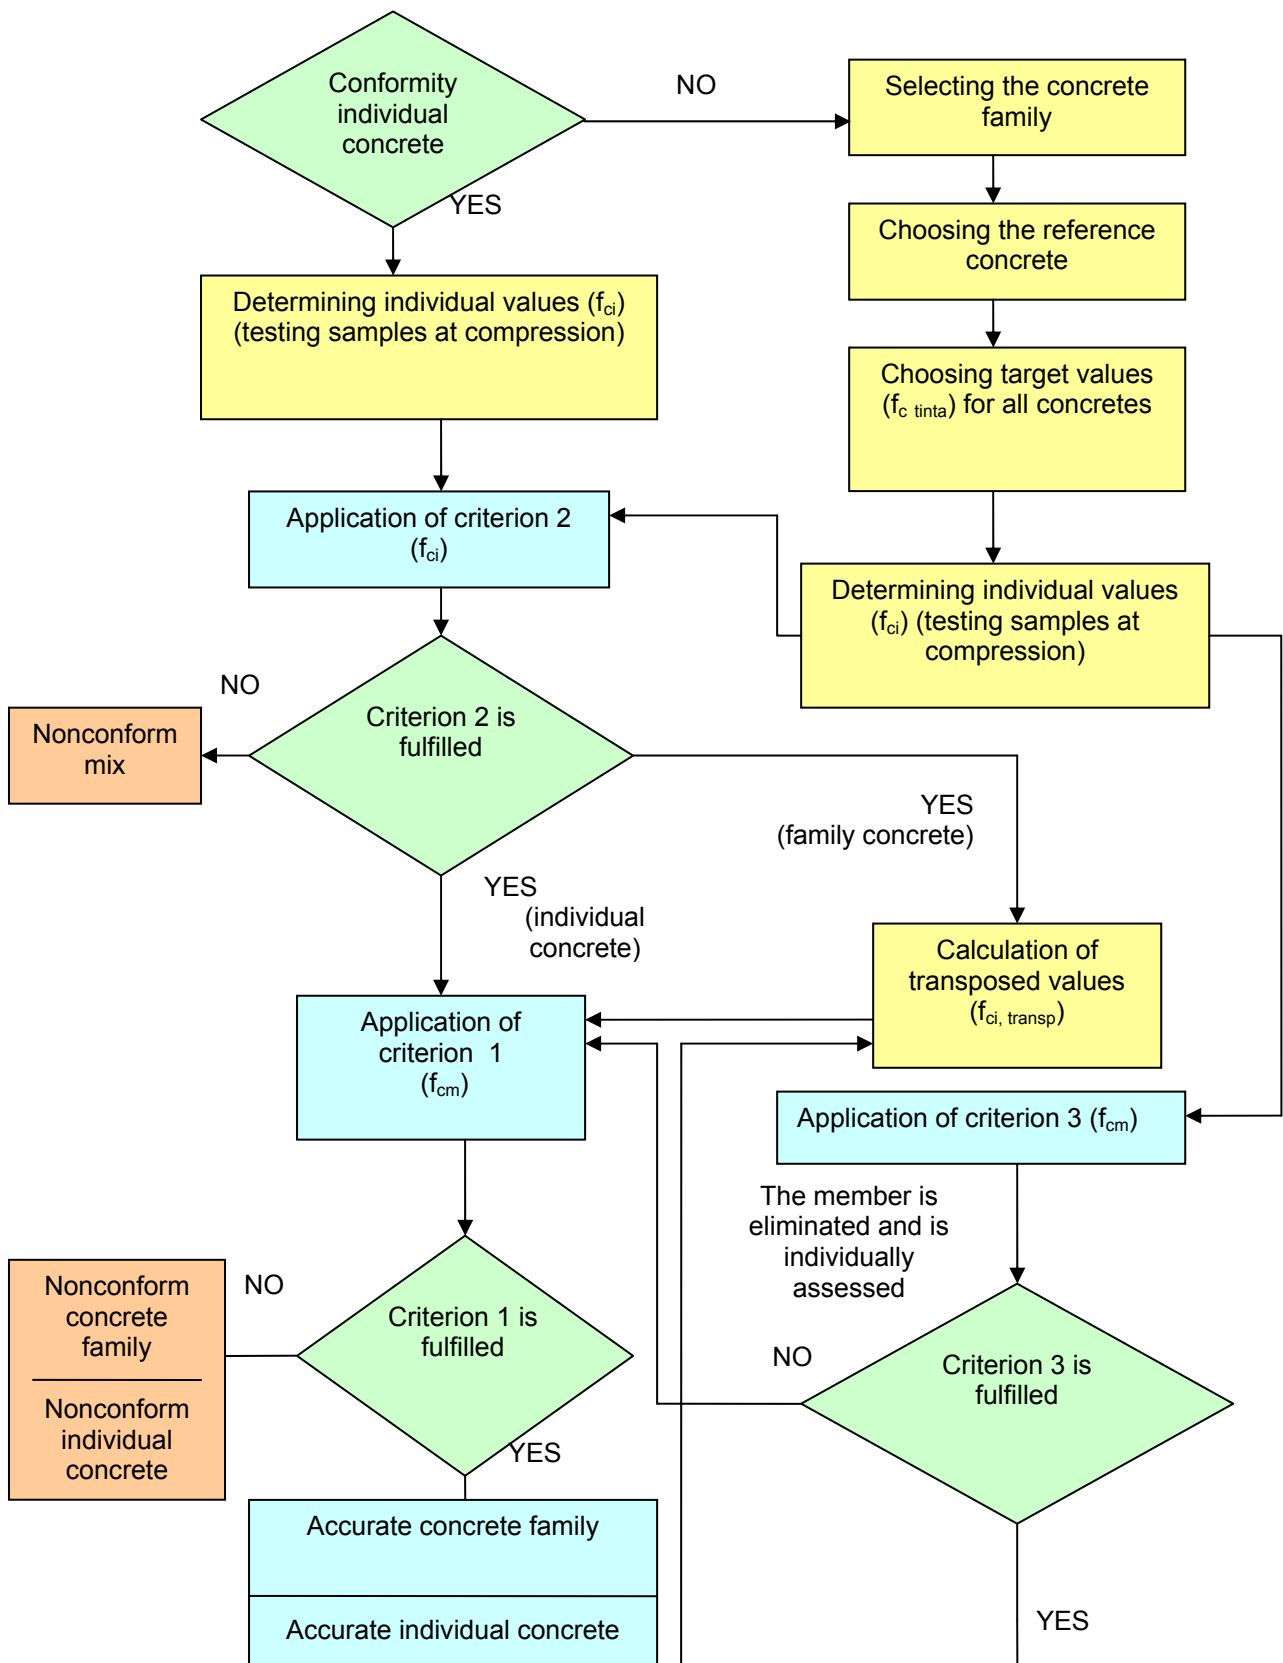 Conformity
individual
concrete
NO
Selecting the concrete
family
YES
Choosing the reference
concrete
Determining individual values (fci)
(testing samples at compression)
Choosing target values
(fc tinta) for all concretes
Application of criterion 2
(fci)
Determining individual values
(fci) (testing samples at
compression)
NO
Criterion 2 is
fulfilled
Nonconform
mix
YES
(family concrete)
YES
(individual
concrete)
Calculation of
transposed values
(fci, transp)
Application of
criterion 1
(fcm)
Application of criterion 3 (fcm)
The member is
eliminated and is
individually
assessed
Nonconform
concrete
family
Nonconform
individual
concrete
NO
Criterion 1 is
fulfilled
NO
Criterion 3 is
fulfilled
YES
Accurate concrete family
Accurate individual concrete
YES